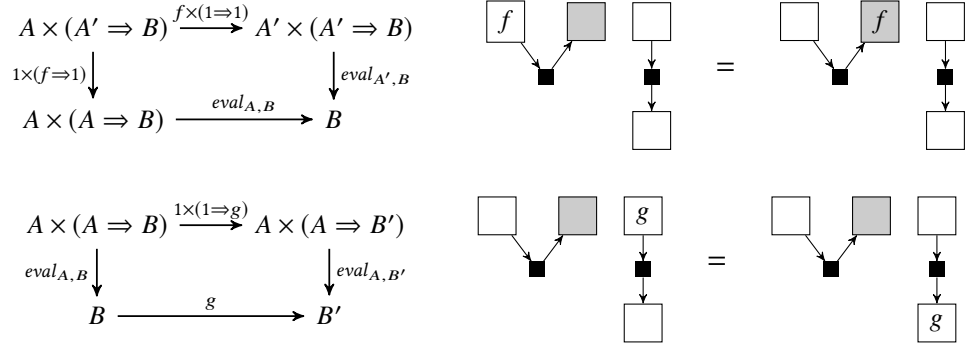 A × (A′ ⇒ B) f×(1⇒1) A′ × (A′ ⇒ B) f f
1×(f⇒1) eval_{A′,B} =
A × (A ⇒ B) eval_{A,B} B
A × (A ⇒ B) 1×(1⇒g) A × (A ⇒ B′) g
eval_{A,B} eval_{A,B′} =
B g B′ g